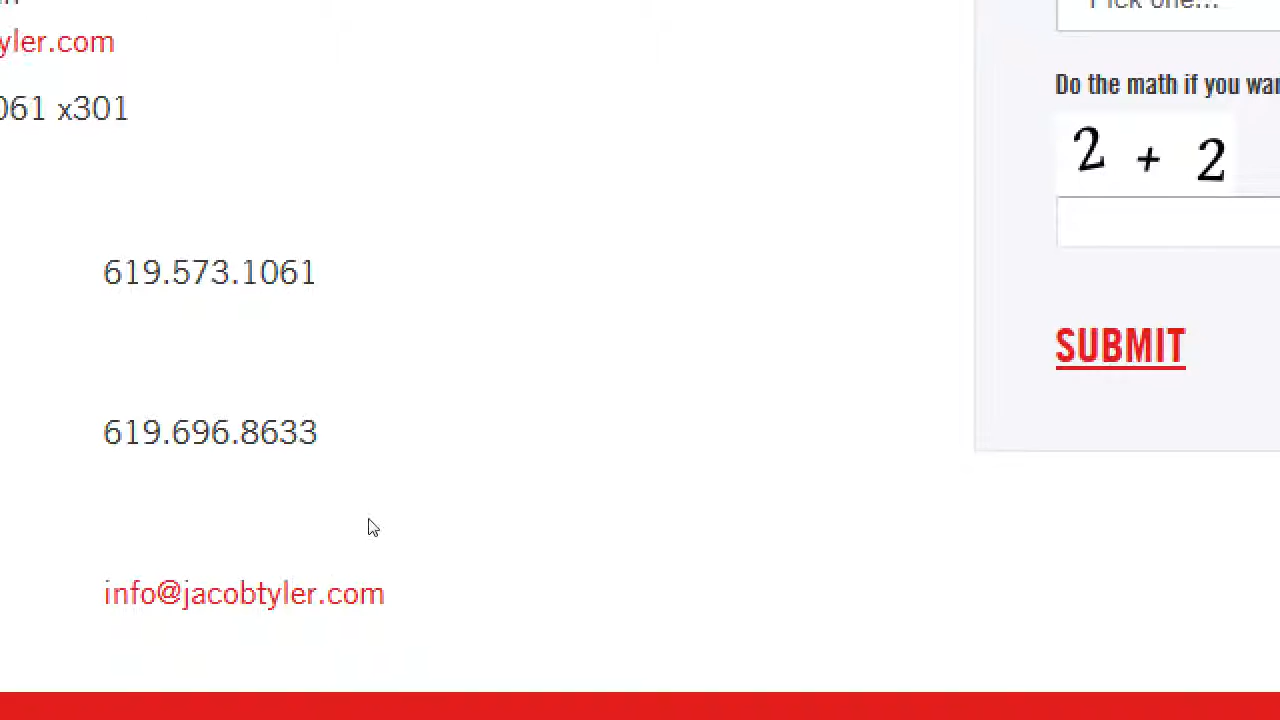 yler.com
061 x301
619.573.1061
619.696.8633
info@jacobtyler.com
Pick one...
Do the math if you wan
2 + 2
SUBMIT